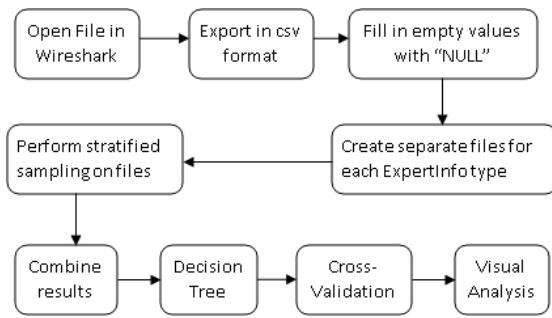 Open File in
Wireshark
Export in csv
format
Fill in empty values
with “NULL”
Create separate files for
each ExpertInfo type
Perform stratified
sampling on files
Combine
results
Decision
Tree
Cross-
Validation
Visual
Analysis